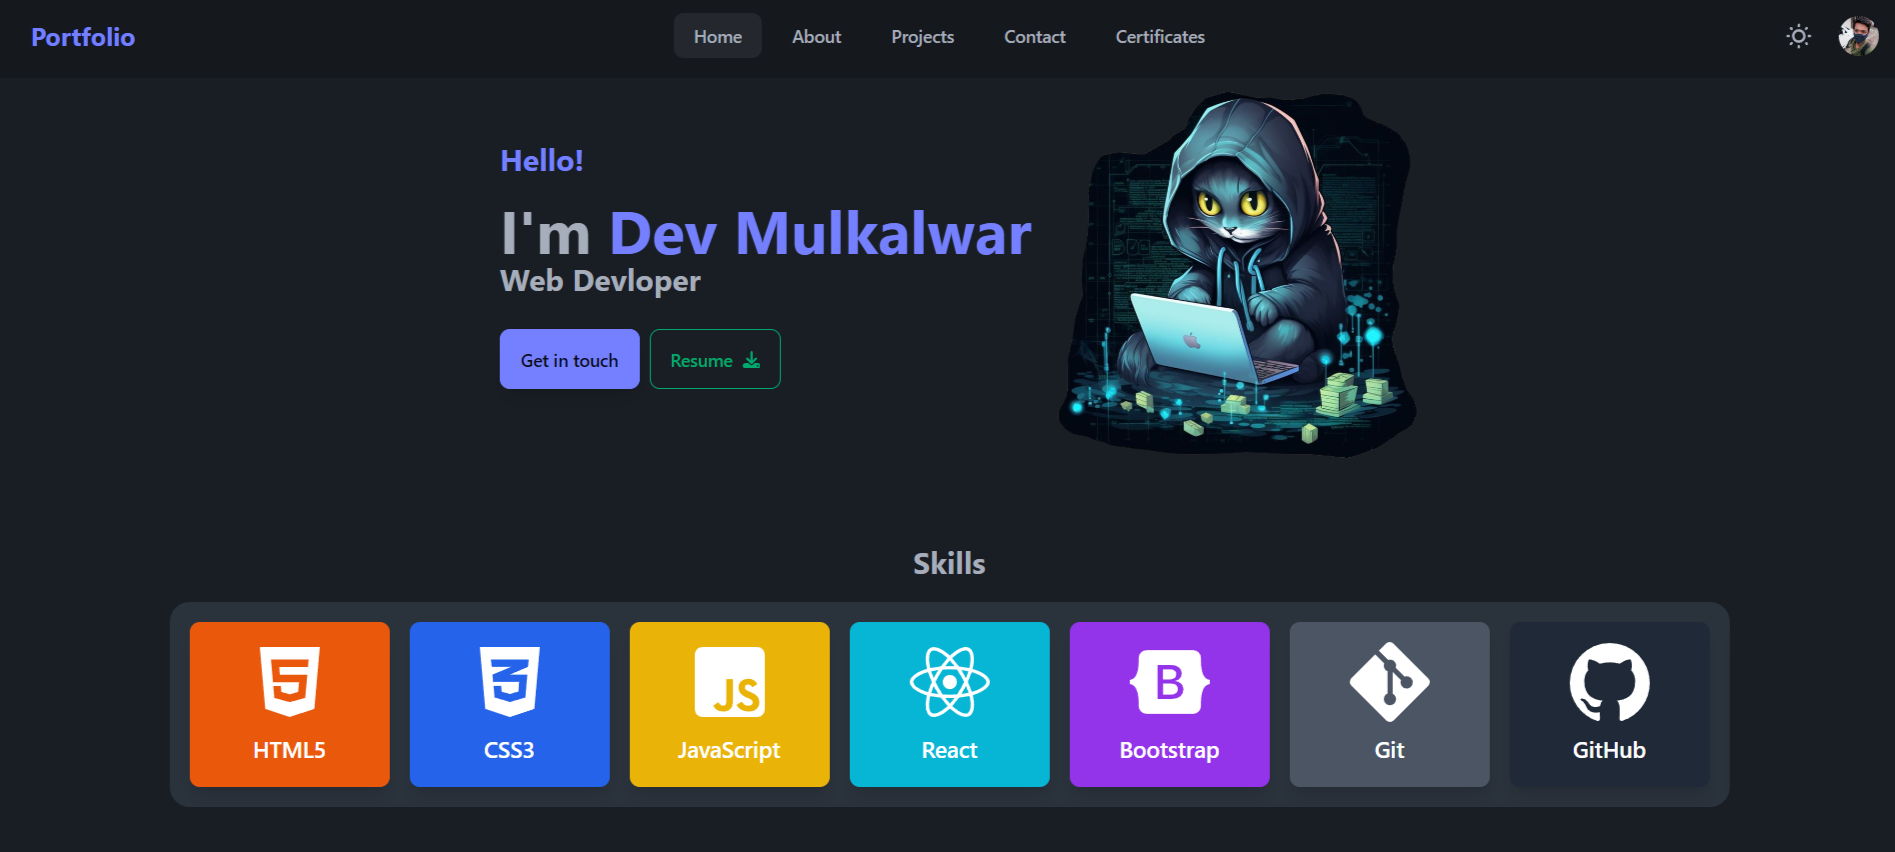 Portfolio
Home
About
Projects
Contact
Certificates
Hello!
I'm Dev Mulkalwar
Web Devloper
Get in touch
Resume
Skills
JS
B
HTML5
CSS3
JavaScript
React
Bootstrap
Git
GitHub